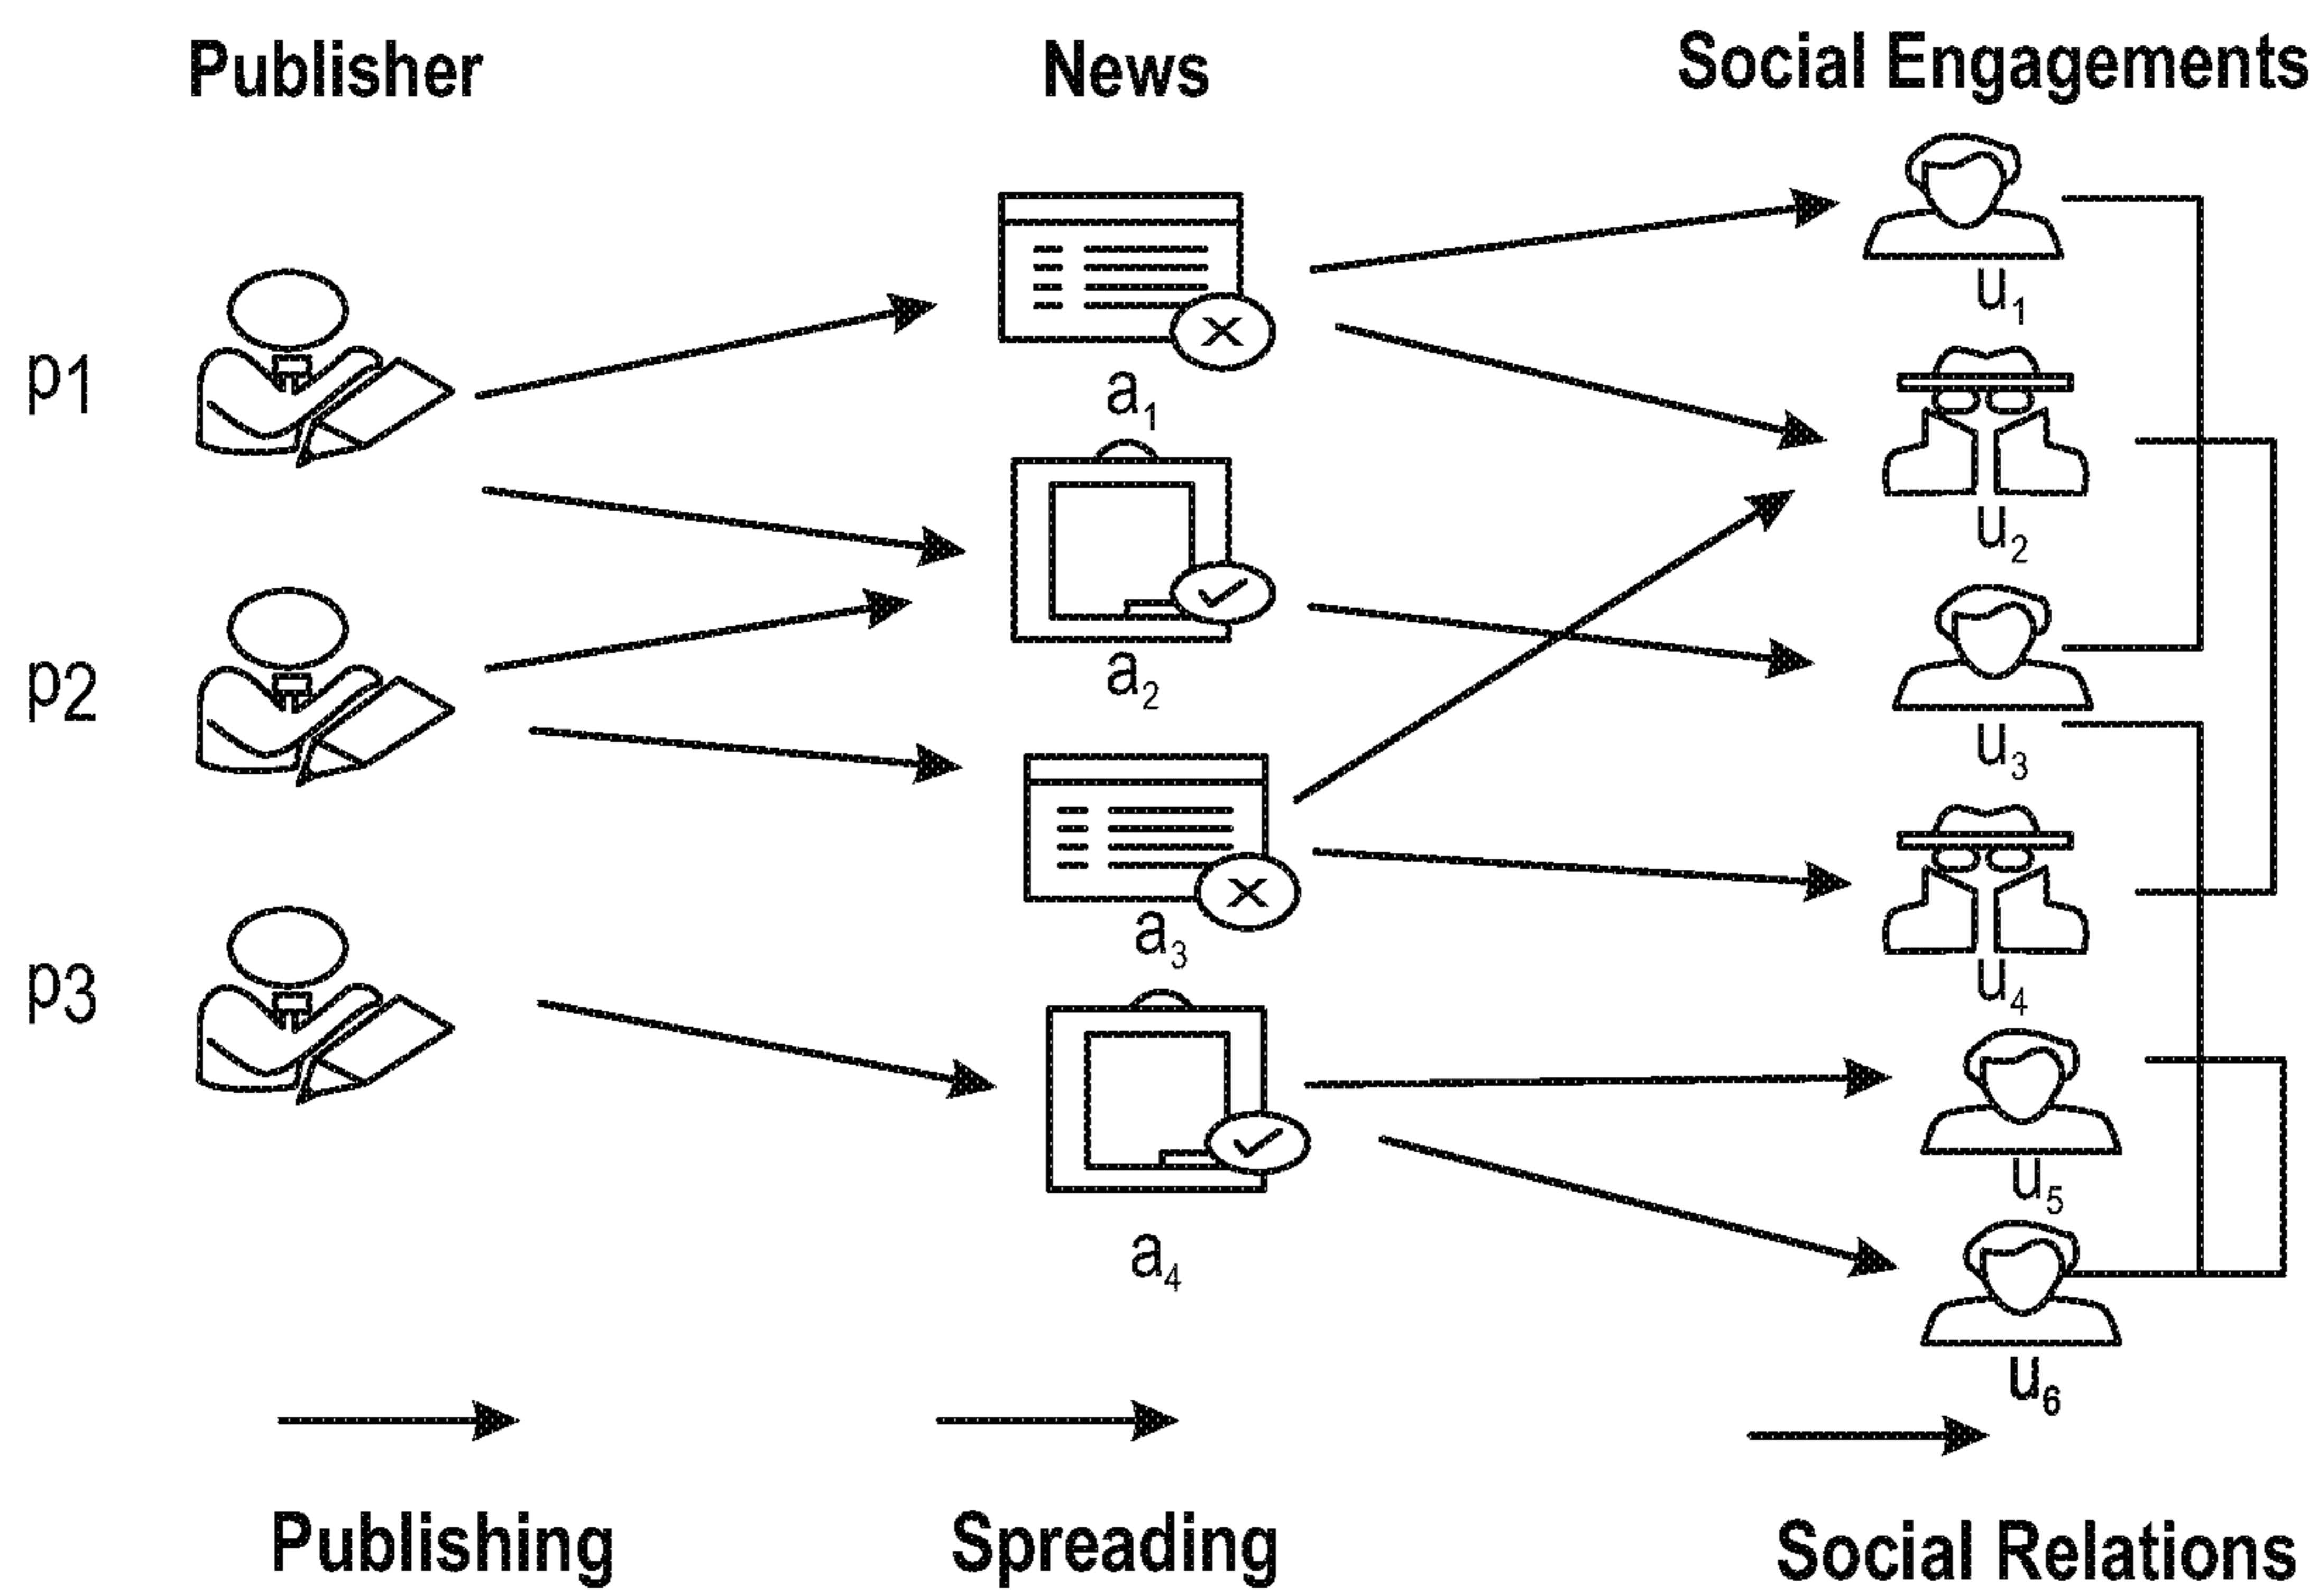 Publisher News Social Engagements
u1
p1
a1
u2
p2
a2
u3
a3
p3
u4
u5
a4
u6
Publishing Spreading Social Relations